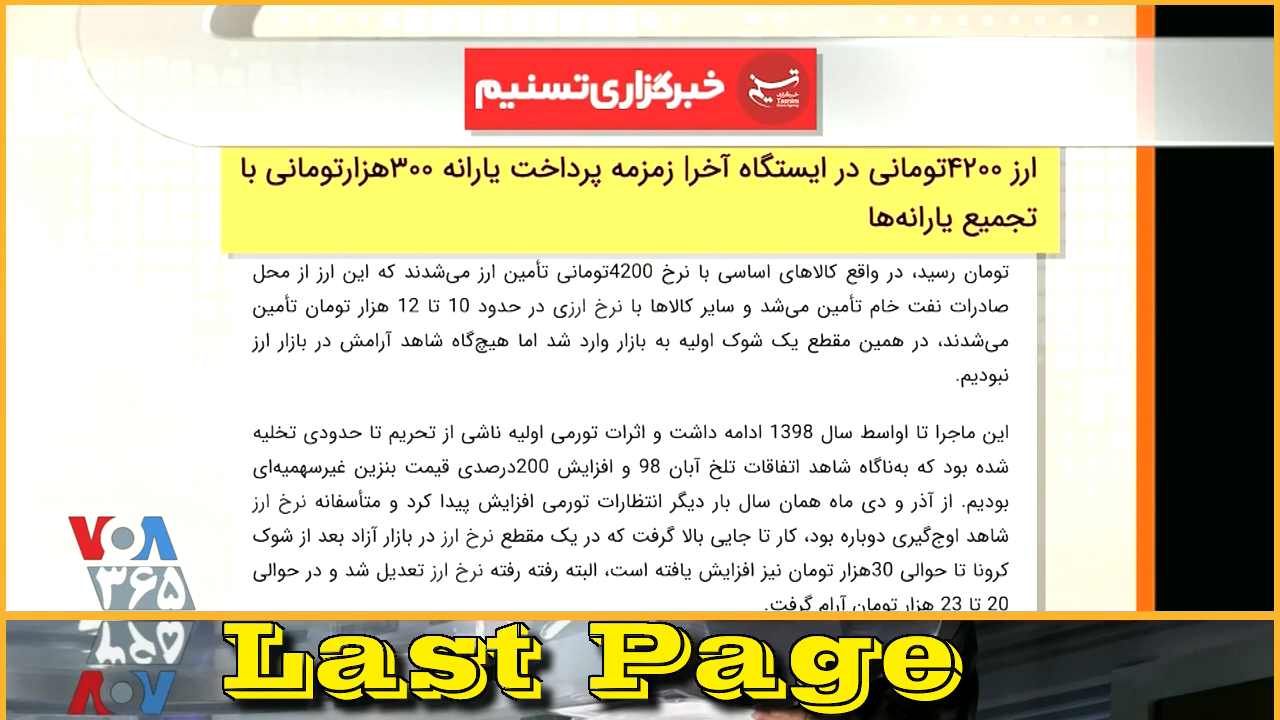 خبرگزاری تسنیم
تسنیم
خبرگزاری
Tasnim
News Agency
ارز ۴۲۰۰تومانی در ایستگاه آخر| زمزمه پرداخت یارانه ۳۰۰هزارتومانی با
تجمیع یارانه‌ها
تومان رسید، در واقع کالاهای اساسی با نرخ 4200تومانی تأمین ارز می‌شدند که این ارز از محل
صادرات نفت خام تأمین می‌شد و سایر کالاها با نرخ ارزی در حدود 10 تا 12 هزار تومان تأمین
می‌شدند، در همین مقطع یک شوک اولیه به بازار وارد شد اما هیچ‌گاه شاهد آرامش در بازار ارز
نبودیم.
این ماجرا تا اواسط سال 1398 ادامه داشت و اثرات تورمی اولیه ناشی از تحریم تا حدودی تخلیه
شده بود که به‌ناگاه شاهد اتفاقات تلخ آبان 98 و افزایش 200درصدی قیمت بنزین غیرسهمیه‌ای
بودیم. از آذر و دی ماه همان سال بار دیگر انتظارات تورمی افزایش پیدا کرد و متأسفانه نرخ ارز
شاهد اوج‌گیری دوباره بود، کار تا جایی بالا گرفت که در یک مقطع نرخ ارز در بازار آزاد بعد از شوک
کرونا تا حوالی 30هزار تومان نیز افزایش یافته است، البته رفته رفته نرخ ارز تعدیل شد و در حوالی
20 تا 23 هزار تومان آرام گرفت.
VOA
۳۶۵
Last Page